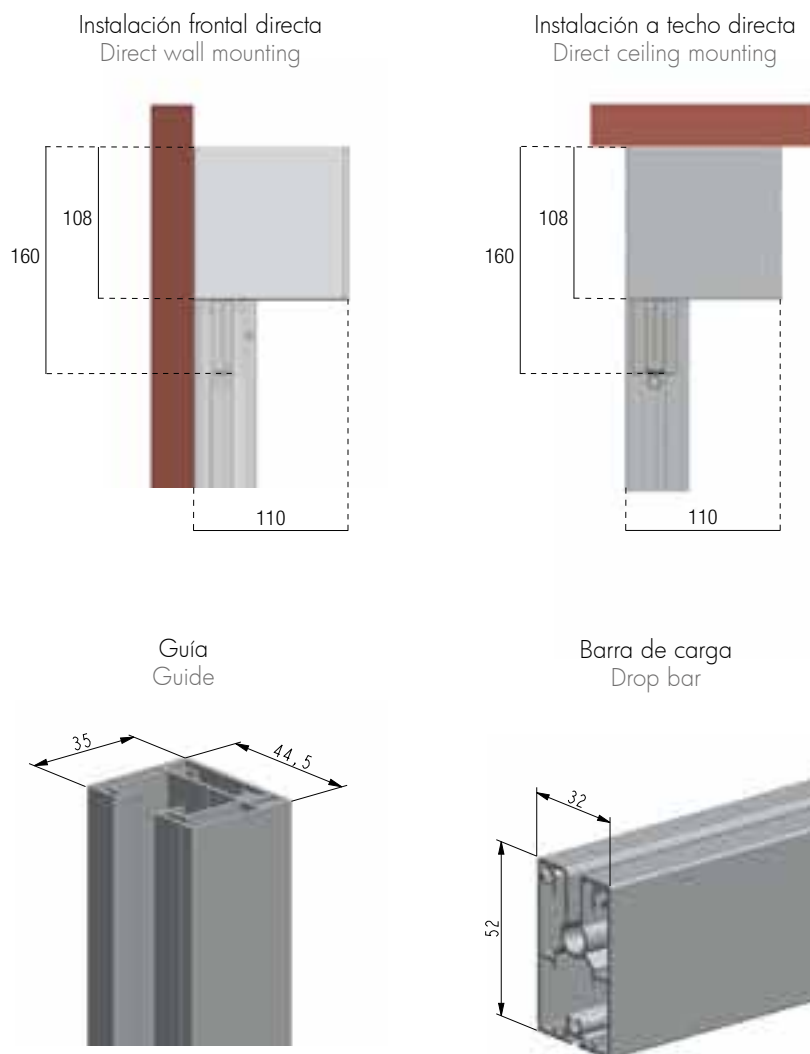 Instalación frontal directa
Direct wall mounting
108
160
110
Instalación a techo directa
Direct ceiling mounting
108
160
110
Guía
Guide
35
44,5
Barra de carga
Drop bar
32
52